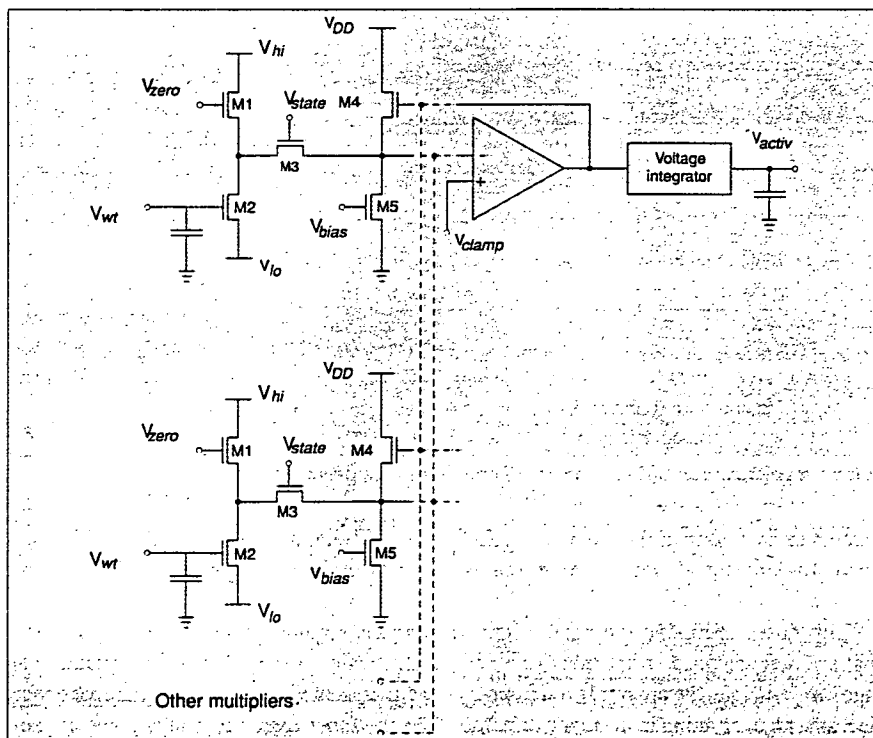 V_DD
V_hi
V_zero
M1
V_state
M4
M3
V_wt
M2
V_bias
M5
V_lo
+
V_clamp
Voltage
integrator
V_activ
V_DD
V_hi
V_zero
M1
V_state
M4
M3
V_wt
M2
V_bias
M5
V_lo
Other multipliers